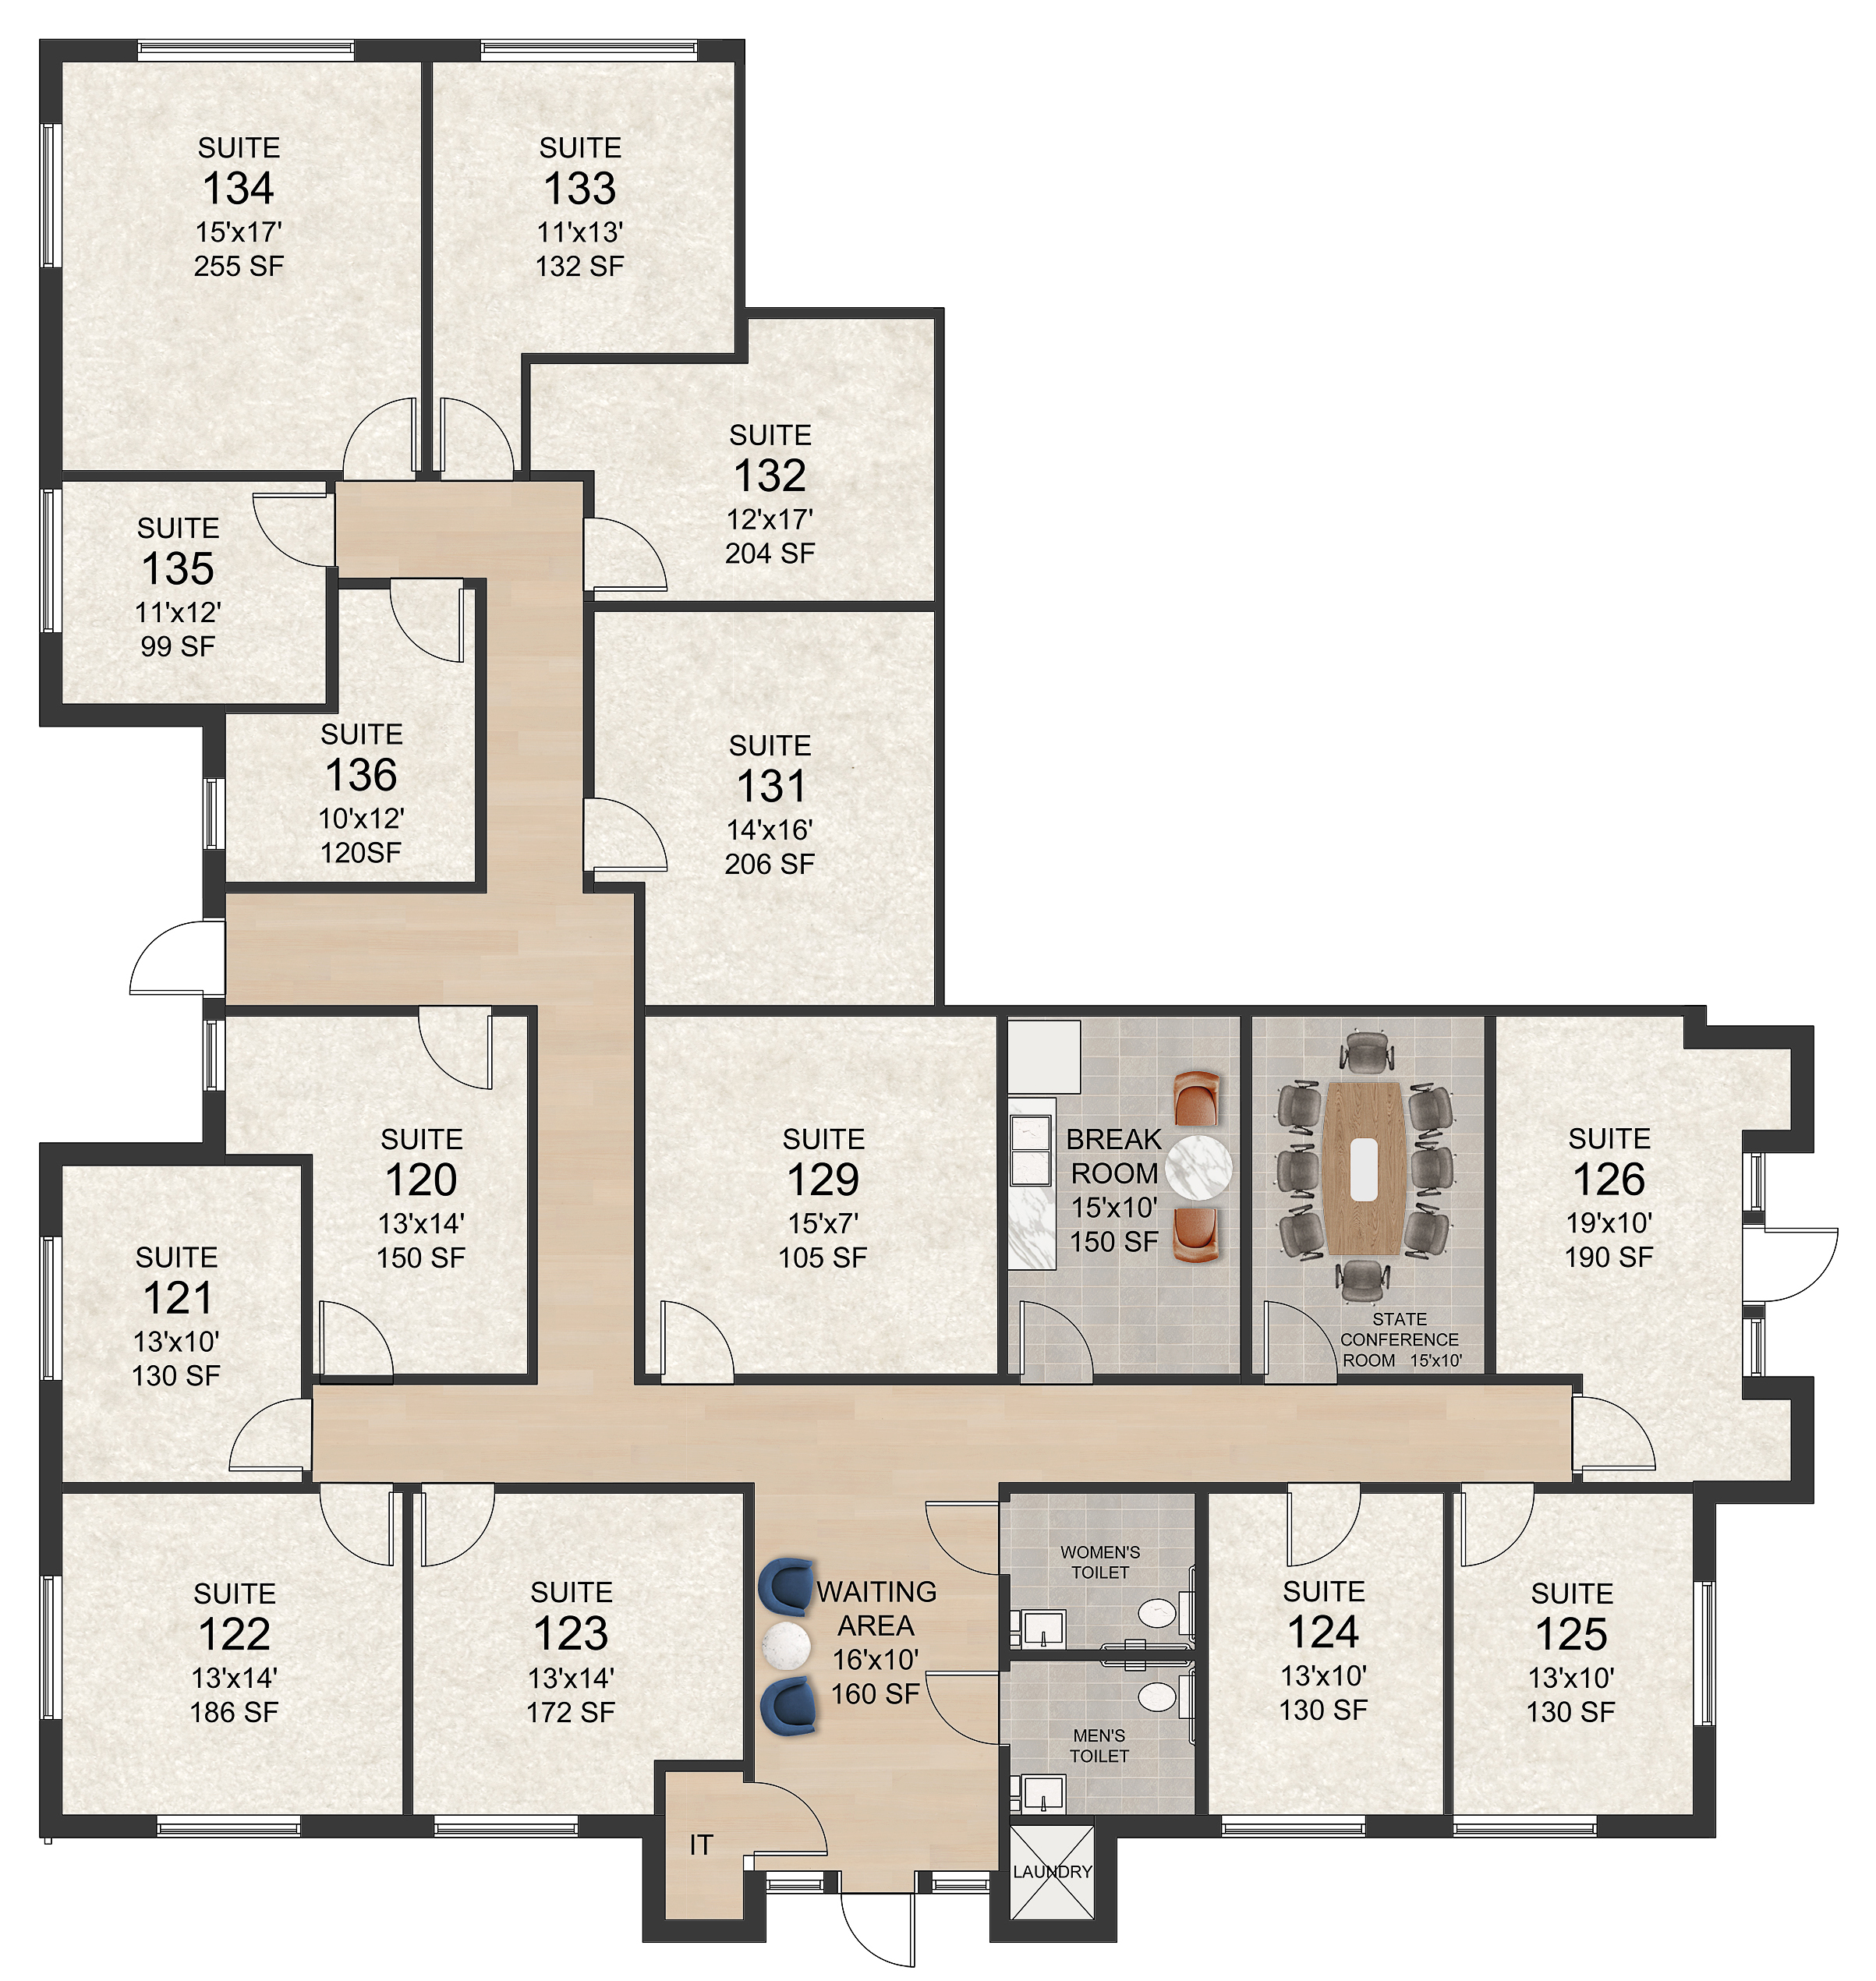 SUITE
134
15'x17'
255 SF
SUITE
133
11'x13'
132 SF
SUITE
132
12'x17'
204 SF
SUITE
135
11'x12'
99 SF
SUITE
136
10'x12'
120SF
SUITE
131
14'x16'
206 SF
SUITE
120
13'x14'
150 SF
SUITE
129
15'x7'
105 SF
BREAK
ROOM
15'x10'
150 SF
STATE
CONFERENCE
ROOM 15'x10'
SUITE
126
19'x10'
190 SF
SUITE
121
13'x10'
130 SF
SUITE
122
13'x14'
186 SF
SUITE
123
13'x14'
172 SF
WAITING
AREA
16'x10'
160 SF
WOMEN'S
TOILET
MEN'S
TOILET
SUITE
124
13'x10'
130 SF
SUITE
125
13'x10'
130 SF
IT
LAUNDRY